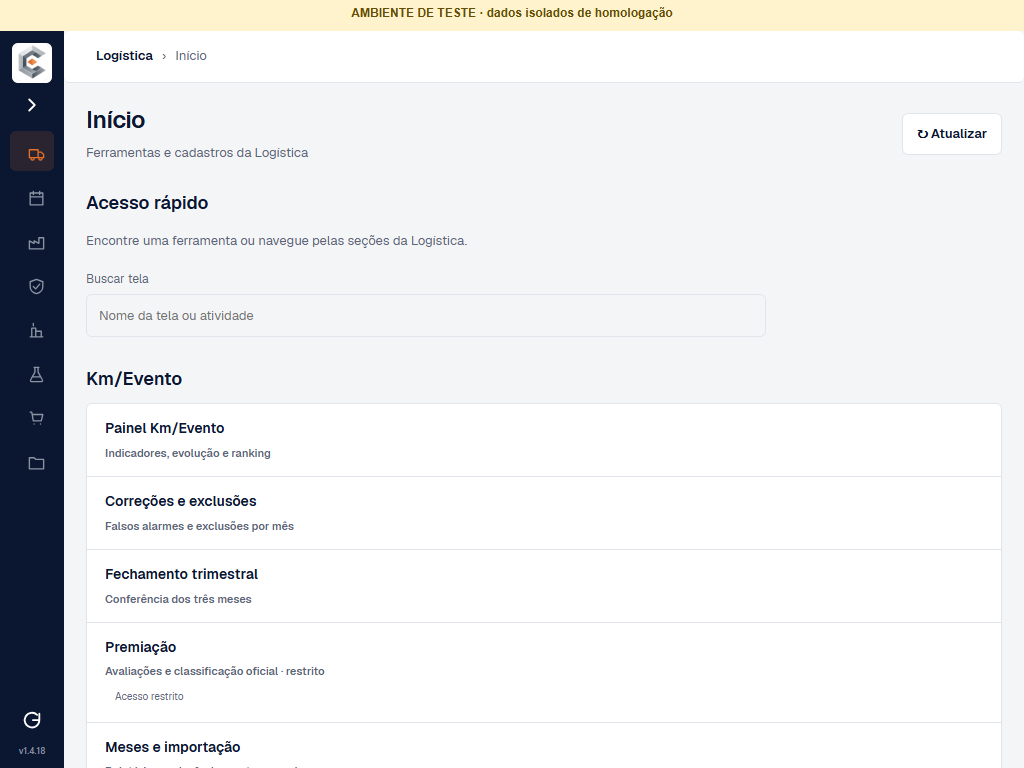 AMBIENTE DE TESTE · dados isolados de homologação
Logística › Início
Início
Ferramentas e cadastros da Logística
↻ Atualizar
Acesso rápido
Encontre uma ferramenta ou navegue pelas seções da Logística.
Buscar tela
Nome da tela ou atividade
Km/Evento
Painel Km/Evento
Indicadores, evolução e ranking
Correções e exclusões
Falsos alarmes e exclusões por mês
Fechamento trimestral
Conferência dos três meses
Premiação
Avaliações e classificação oficial · restrito
Acesso restrito
Meses e importação
v1.4.18